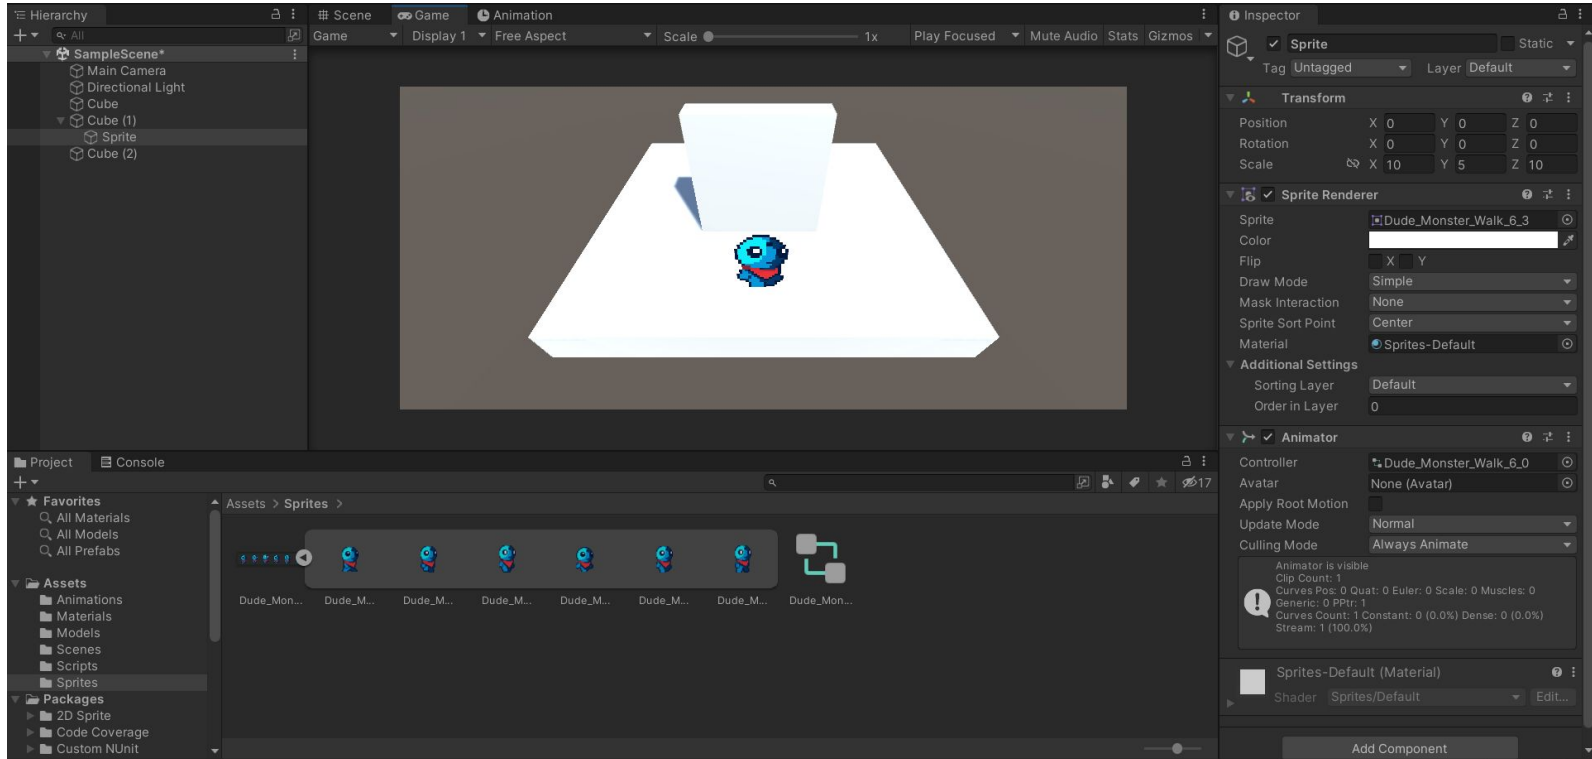 Hierarchy
All
SampleScene*
Main Camera
Directional Light
Cube
Cube (1)
Sprite
Cube (2)
Scene
Game
Animation
Game
Display 1
Free Aspect
Scale
1x
Play Focused
Mute Audio
Stats
Gizmos
Project
Console
17
Favorites
All Materials
All Models
All Prefabs
Assets
Animations
Materials
Models
Scenes
Scripts
Sprites
Packages
2D Sprite
Code Coverage
Custom NUnit
Assets > Sprites >
Dude_Mon...
Dude_M...
Dude_M...
Dude_M...
Dude_M...
Dude_M...
Dude_M...
Dude_Mon...
Inspector
Sprite
Static
Tag Untagged
Layer Default
Transform
Position X 0 Y 0 Z 0
Rotation X 0 Y 0 Z 0
Scale X 10 Y 5 Z 10
Sprite Renderer
Sprite Dude_Monster_Walk_6_3
Color
Flip X Y
Draw Mode Simple
Mask Interaction None
Sprite Sort Point Center
Material Sprites-Default
Additional Settings
Sorting Layer Default
Order in Layer 0
Animator
Controller Dude_Monster_Walk_6_0
Avatar None (Avatar)
Apply Root Motion
Update Mode Normal
Culling Mode Always Animate
Animator is visible
Clip Count: 1
Curves Pos: 0 Quat: 0 Euler: 0 Scale: 0 Muscles: 0
Generic: 0 PPtr: 1
Curves Count: 1 Constant: 0 (0.0%) Dense: 0 (0.0%)
Stream: 1 (100.0%)
Sprites-Default (Material)
Shader Sprites/Default Edit...
Add Component